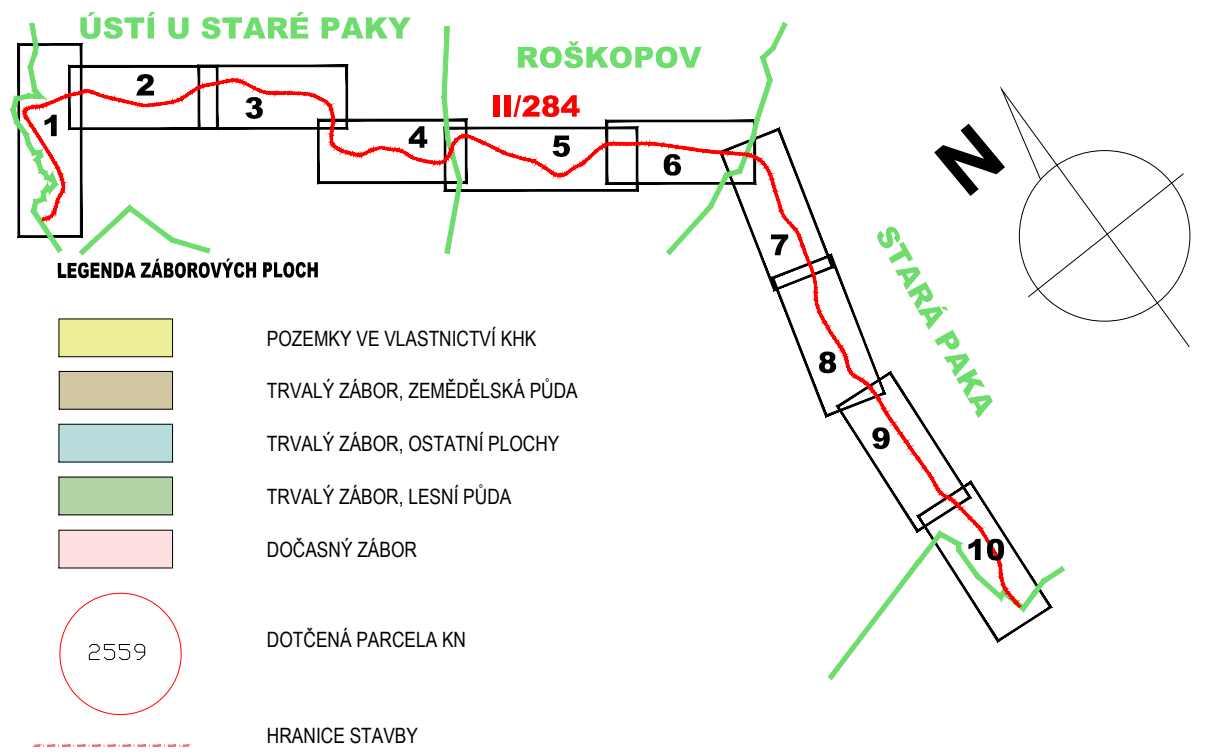 ÚSTÍ U STARÉ PAKY
ROŠKOPOV
II/284
1
2
3
4
5
6
N
7
STARÁ PAKA
8
9
10
LEGENDA ZÁBOROVÝCH PLOCH
POZEMKY VE VLASTNICTVÍ KHK
TRVALÝ ZÁBOR, ZEMĚDĚLSKÁ PŮDA
TRVALÝ ZÁBOR, OSTATNÍ PLOCHY
TRVALÝ ZÁBOR, LESNÍ PŮDA
DOČASNÝ ZÁBOR
2559
DOTČENÁ PARCELA KN
HRANICE STAVBY